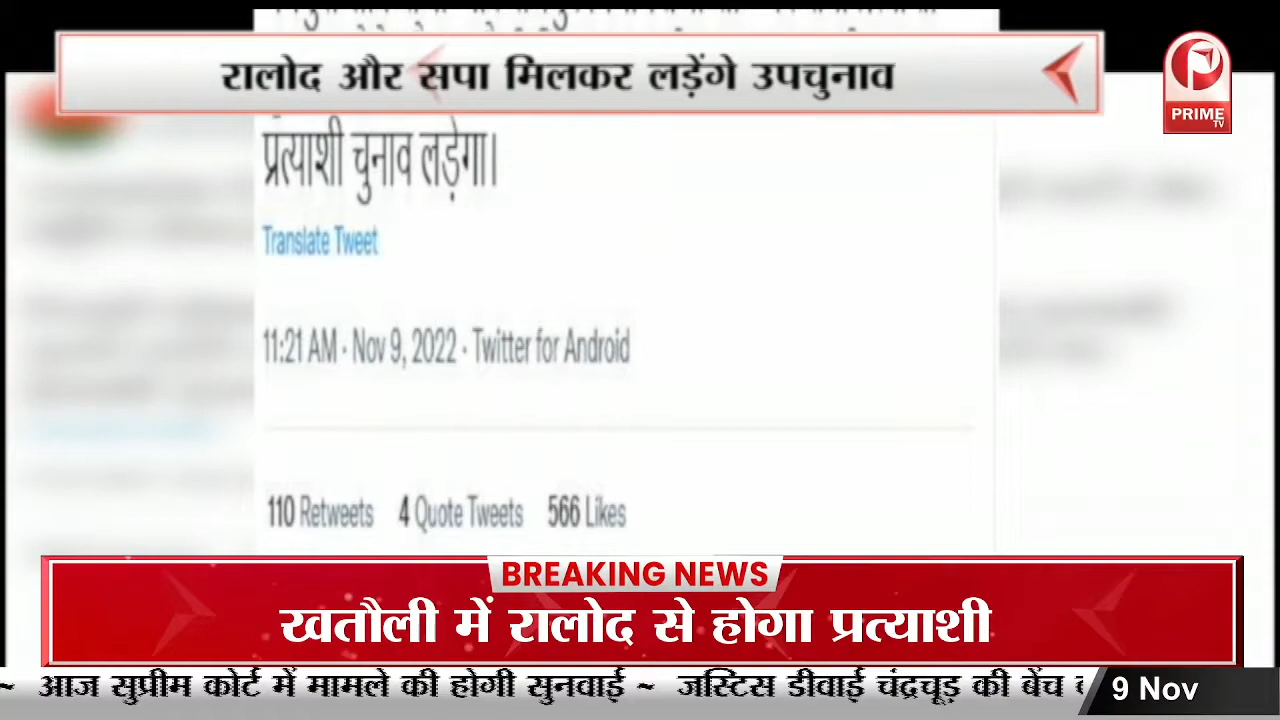 रालोद और सपा मिलकर लड़ेंगे उपचुनाव
PRIME
TV
प्रत्याशी चुनाव लड़ेगा।
Translate Tweet
11:21 AM · Nov 9, 2022 · Twitter for Android
110 Retweets 4 Quote Tweets 566 Likes
BREAKING NEWS
खतौली में रालोद से होगा प्रत्याशी
~ आज सुप्रीम कोर्ट में मामले की होगी सुनवाई ~ जस्टिस डीवाई चंद्रचूड़ की बेंच
9 Nov